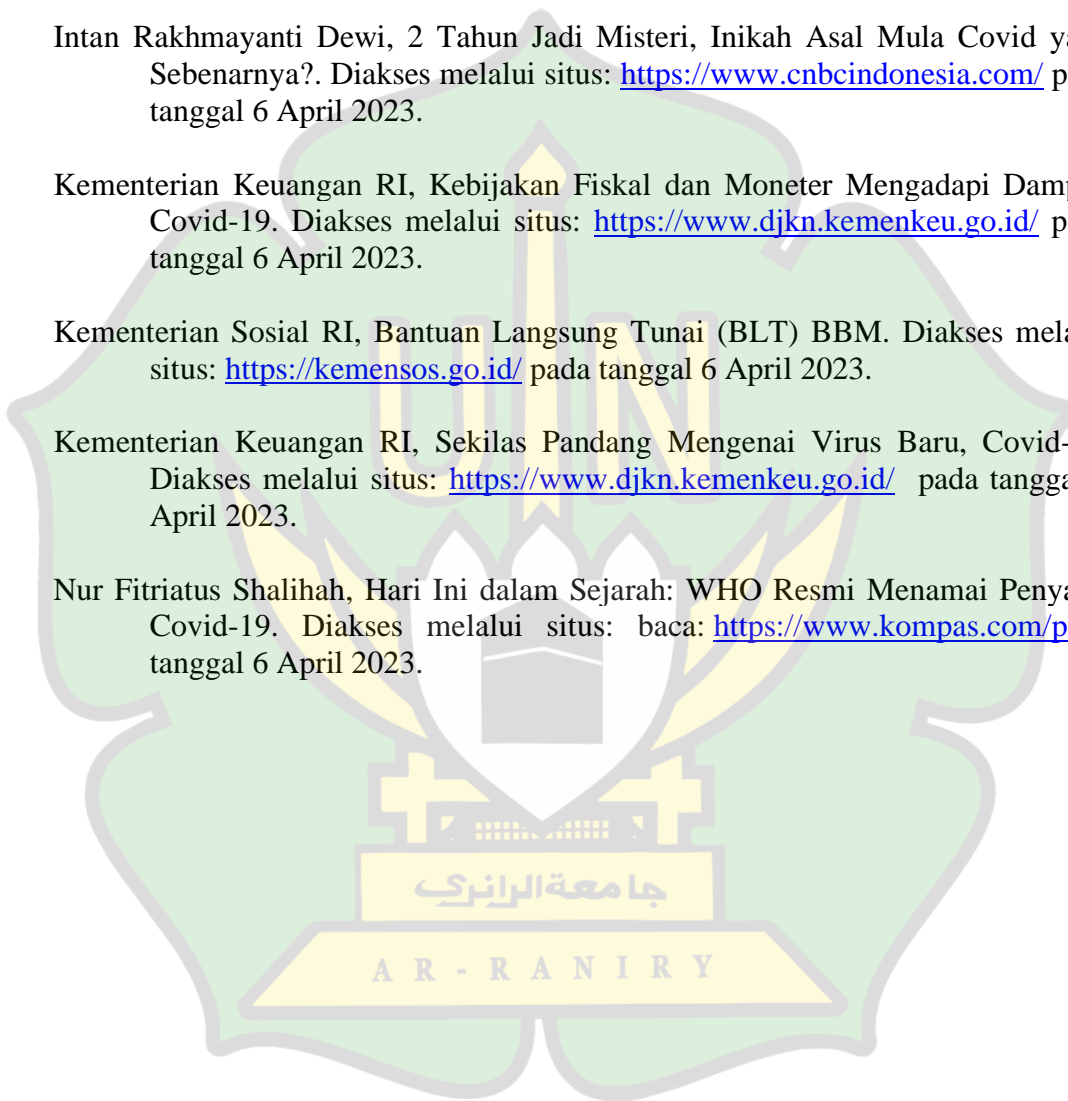 Intan Rakhmayanti Dewi, 2 Tahun Jadi Misteri, Inikah Asal Mula Covid ya
Sebenarnya?. Diakses melalui situs: https://www.cnbcindonesia.com/ p
tanggal 6 April 2023.
Kementerian Keuangan RI, Kebijakan Fiskal dan Moneter Mengadapi Damp
Covid-19. Diakses melalui situs: https://www.djkn.kemenkeu.go.id/ p
tanggal 6 April 2023.
Kementerian Sosial RI, Bantuan Langsung Tunai (BLT) BBM. Diakses mela
situs: https://kemensos.go.id/ pada tanggal 6 April 2023.
Kementerian Keuangan RI, Sekilas Pandang Mengenai Virus Baru, Covid-
Diakses melalui situs: https://www.djkn.kemenkeu.go.id/ pada tangga
April 2023.
Nur Fitriatus Shalihah, Hari Ini dalam Sejarah: WHO Resmi Menamai Penya
Covid-19. Diakses melalui situs: baca: https://www.kompas.com/p
tanggal 6 April 2023.
UIN
جامعة الرانري
AR-RANIRY